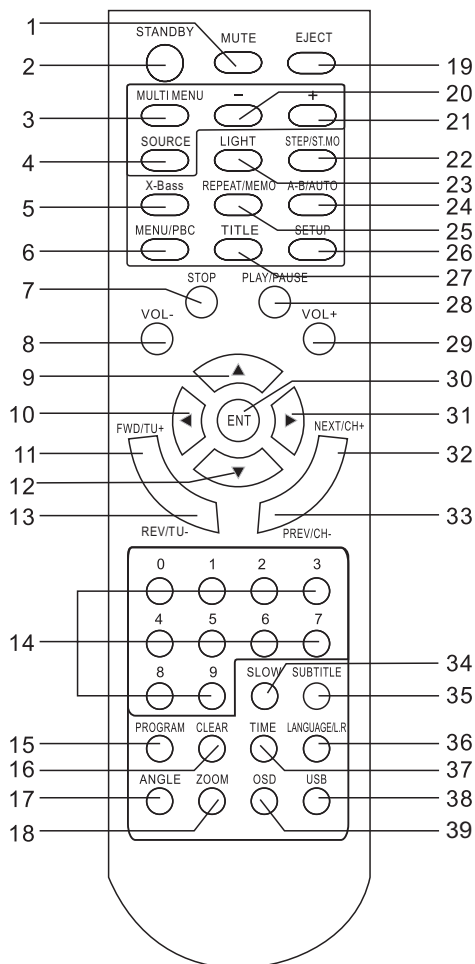 1
STANDBY
MUTE
EJECT
2
19
MULTI MENU
−
+
20
3
21
SOURCE
LIGHT
STEP/ST.MO
4
22
23
X-Bass
REPEAT/MEMO
A-B/AUTO
5
24
25
MENU/PBC
TITLE
SETUP
6
26
27
STOP
PLAY/PAUSE
7
28
VOL-
VOL+
8
29
9
30
10
ENT
31
FWD/TU+
NEXT/CH+
11
32
12
13
33
REV/TU-
PREV/CH-
0 1 2 3
14
4 5 6 7
8 9
SLOW
SUBTITLE
34
35
PROGRAM
CLEAR
TIME
LANGUAGE/L.R
15
36
16
37
ANGLE
ZOOM
OSD
USB
17
38
18
39